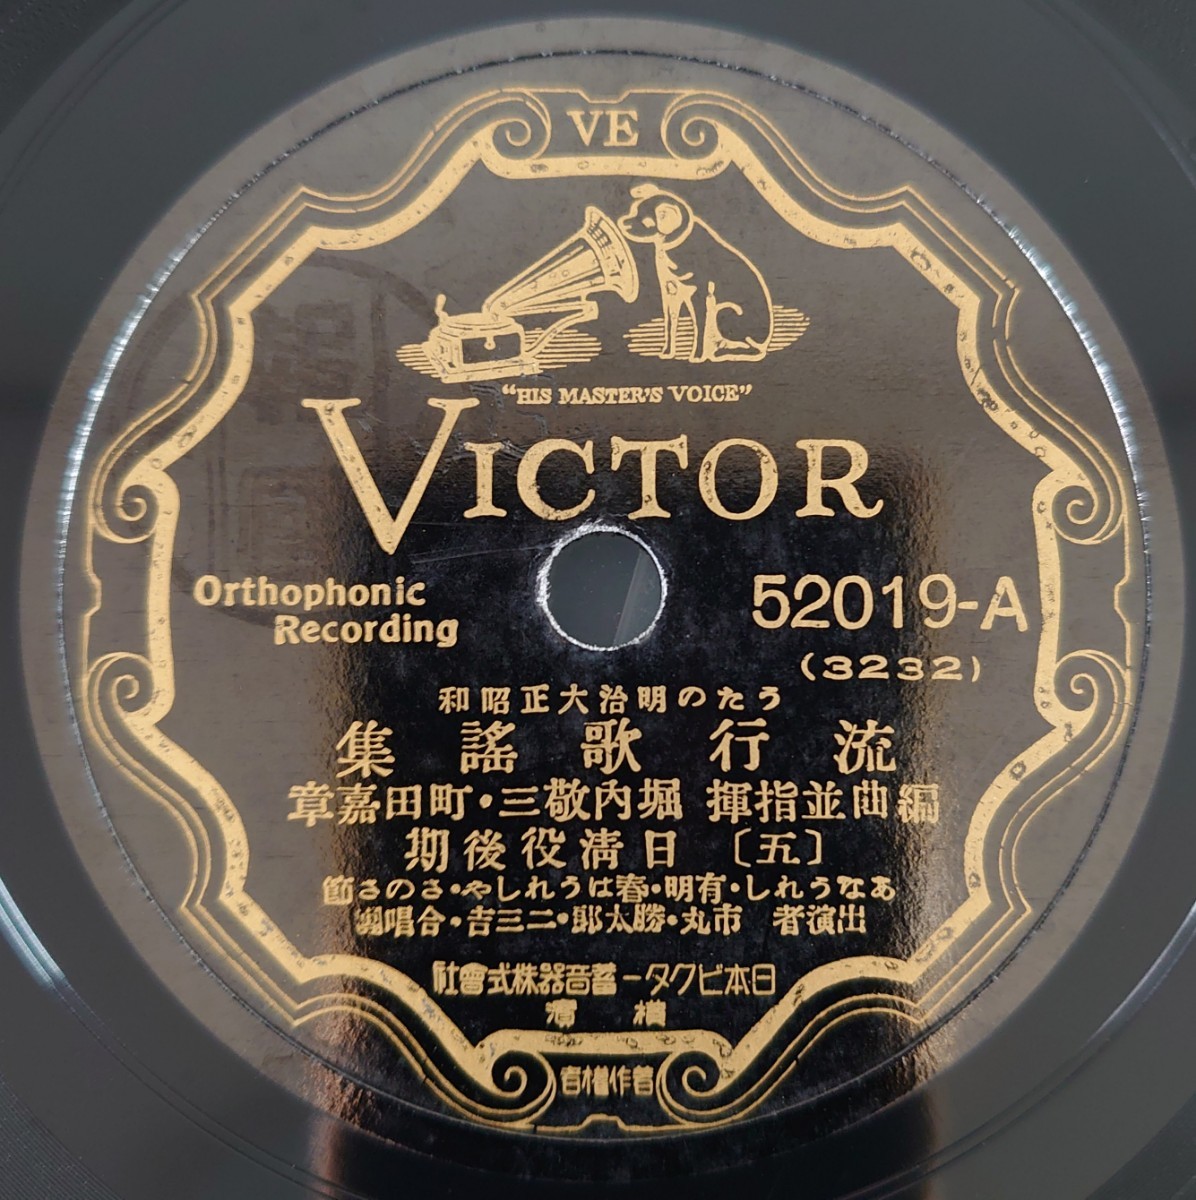 VE
"HIS MASTER'S VOICE"
VICTOR
Orthophonic
Recording
52019-A
(3232)
うたの明治大正昭和
流行歌謠集
編曲並指揮 堀內敬三・町田嘉章
〔五〕 日淸役後期
あなうれし・有明・春はうれしや・さのさ節
出演者 市丸・勝太郎・二三吉・合唱團
日本ビクター蓄音器株式會社
橫濱
著作權者